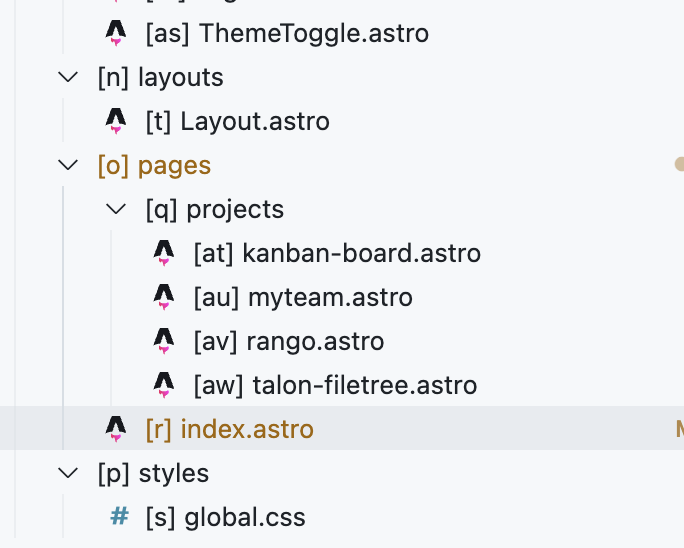 [as] ThemeToggle.astro
[n] layouts
[t] Layout.astro
[o] pages
[q] projects
[at] kanban-board.astro
[au] myteam.astro
[av] rango.astro
[aw] talon-filetree.astro
[r] index.astro
[p] styles
# [s] global.css